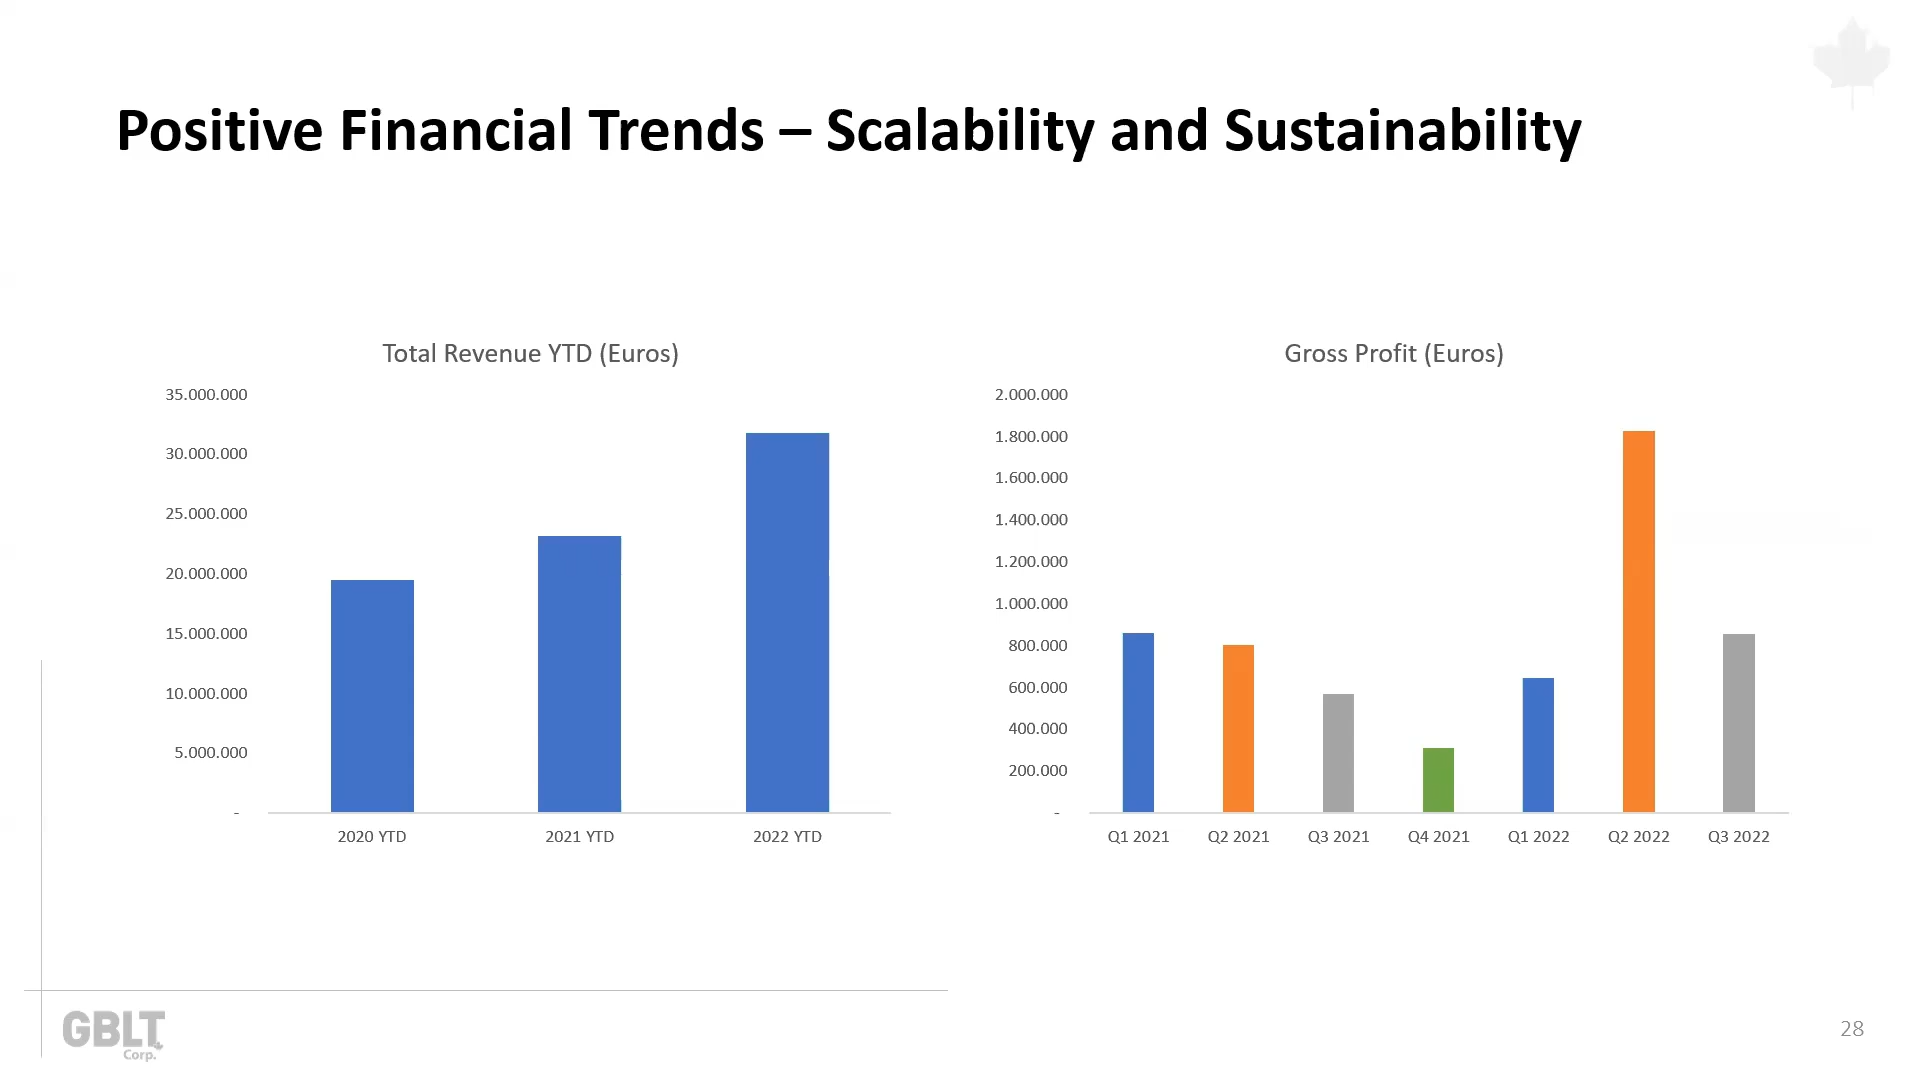 Positive Financial Trends – Scalability and Sustainability
Total Revenue YTD (Euros)
35.000.000
30.000.000
25.000.000
20.000.000
15.000.000
10.000.000
5.000.000
-
2020 YTD 2021 YTD 2022 YTD
Gross Profit (Euros)
2.000.000
1.800.000
1.600.000
1.400.000
1.200.000
1.000.000
800.000
600.000
400.000
200.000
-
Q1 2021 Q2 2021 Q3 2021 Q4 2021 Q1 2022 Q2 2022 Q3 2022
GBLT
Corp.
28